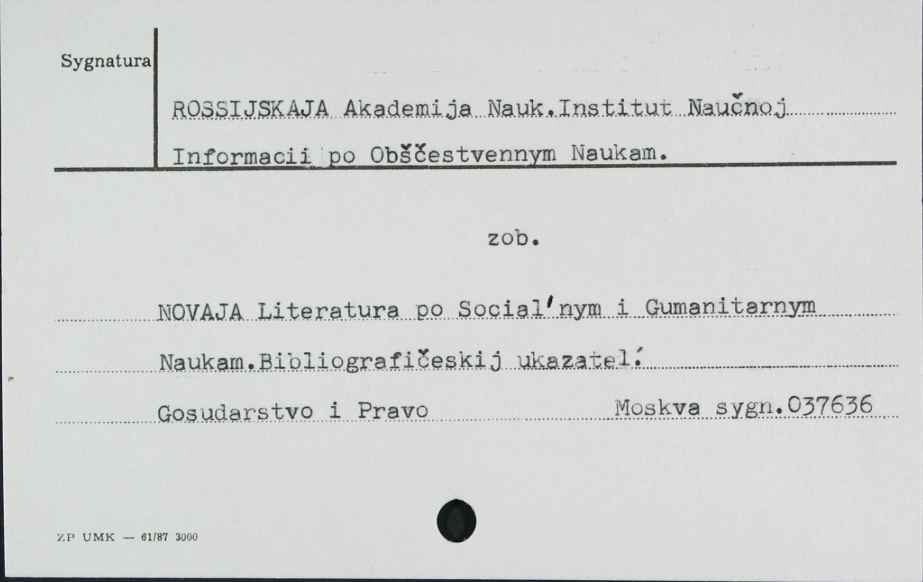 Sygnatura
ROSSIJSKAJA Akademija Nauk.Institut Naučnoj
Informacii po Obščestvennym Naukam.
zob.
NOVAJA Literatura po Social'nym i Gumanitarnym
Naukam.Bibliografičeskij ukazatel'.
Gosudarstvo i Pravo Moskva sygn.037636
ZP UMK — 61/87 3000